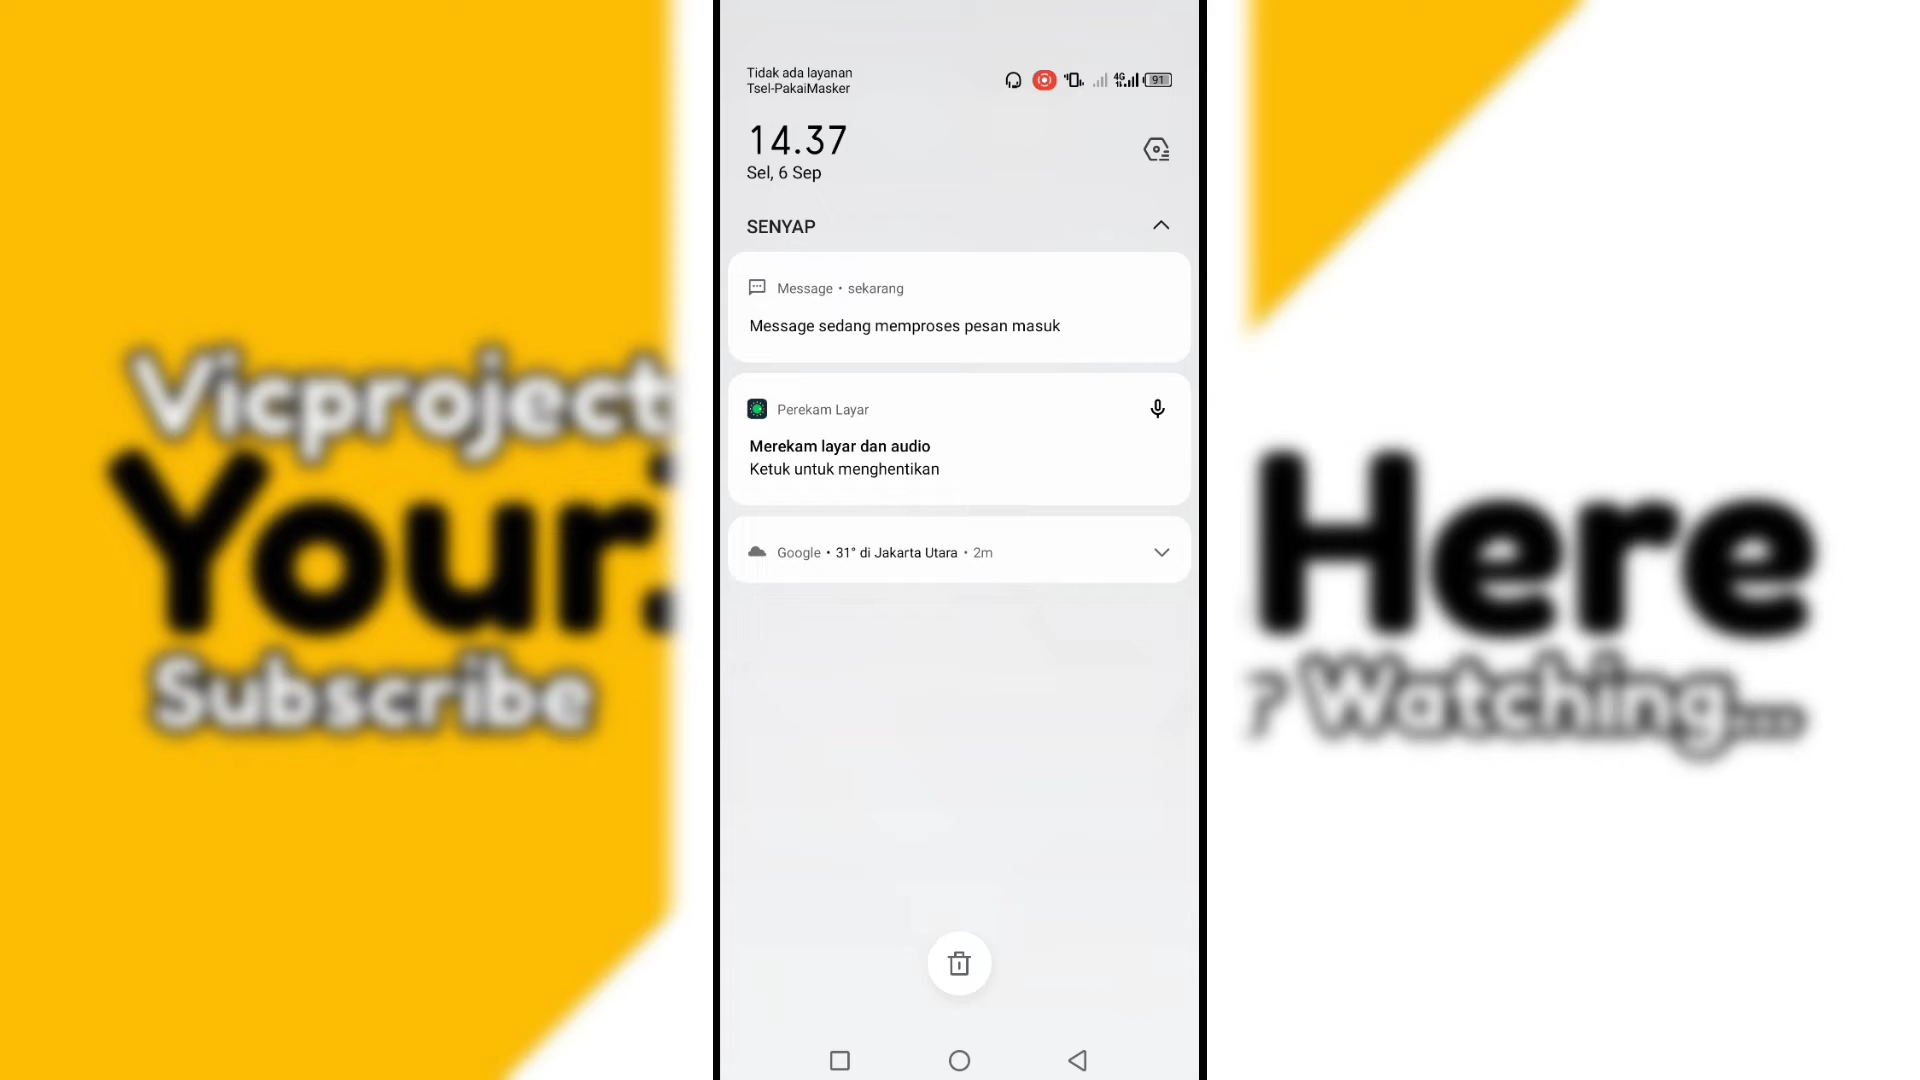 Vicproject
Your
Subscribe
Tidak ada layanan
Tsel-PakaiMasker
4G
91
14.37
Sel, 6 Sep
SENYAP
Message • sekarang
Message sedang memproses pesan masuk
Perekam Layar
Merekam layar dan audio
Ketuk untuk menghentikan
Google • 31° di Jakarta Utara • 2m
Here
? Watching...